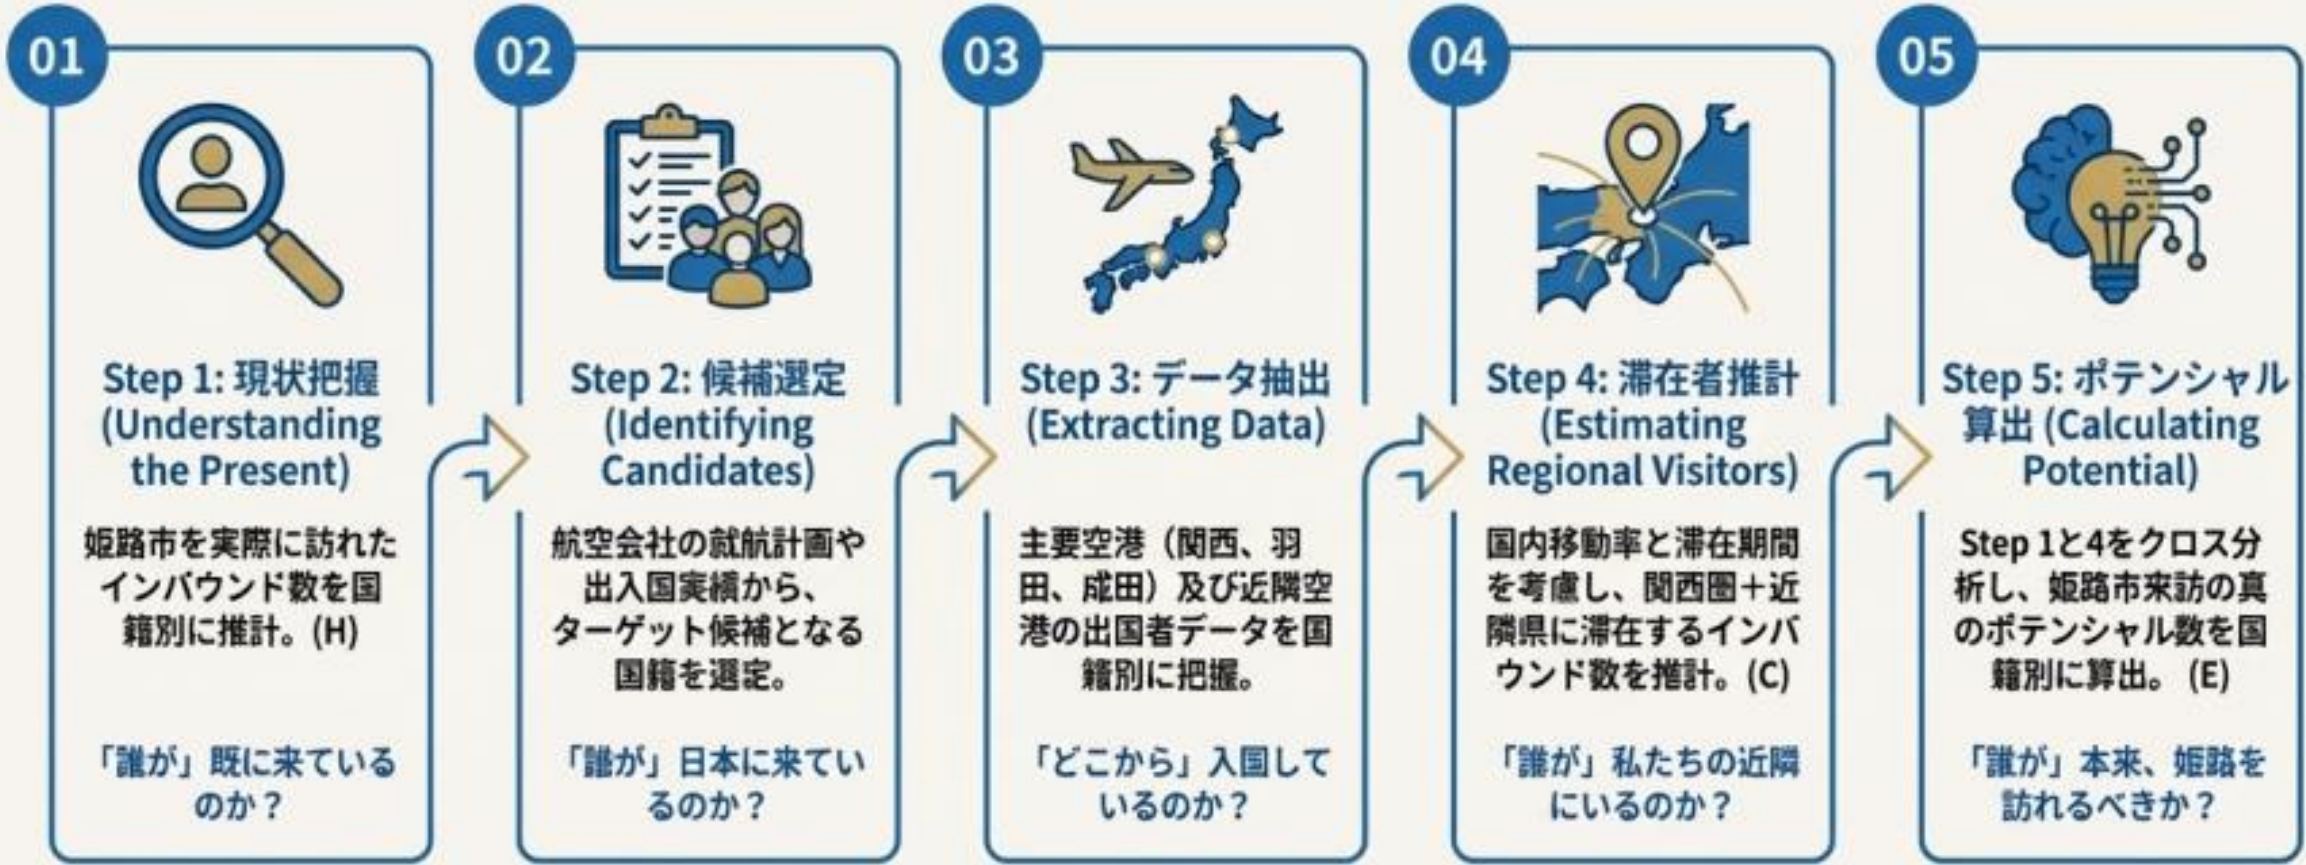 01
Step 1: 現状把握
(Understanding
the Present)
姫路市を実際に訪れた
インバウンド数を国
籍別に推計。(H)
「誰が」既に来ている
のか？
02
Step 2: 候補選定
(Identifying
Candidates)
航空会社の就航計画や
出入国実績から、
ターゲット候補となる
国籍を選定。
「誰が」日本に来てい
るのか？
03
Step 3: データ抽出
(Extracting Data)
主要空港（関西、羽
田、成田）及び近隣空
港の出国者データを国
籍別に把握。
「どこから」入国して
いるのか？
04
Step 4: 滞在者推計
(Estimating
Regional Visitors)
国内移動率と滞在期間
を考慮し、関西圏＋近
隣県に滞在するインバ
ウンド数を推計。(C)
「誰が」私たちの近隣
にいるのか？
05
Step 5: ポテンシャル
算出 (Calculating
Potential)
Step 1と4をクロス分
析し、姫路市来訪の真
のポテンシャル数を国
籍別に算出。 (E)
「誰が」本来、姫路を
訪れるべきか？